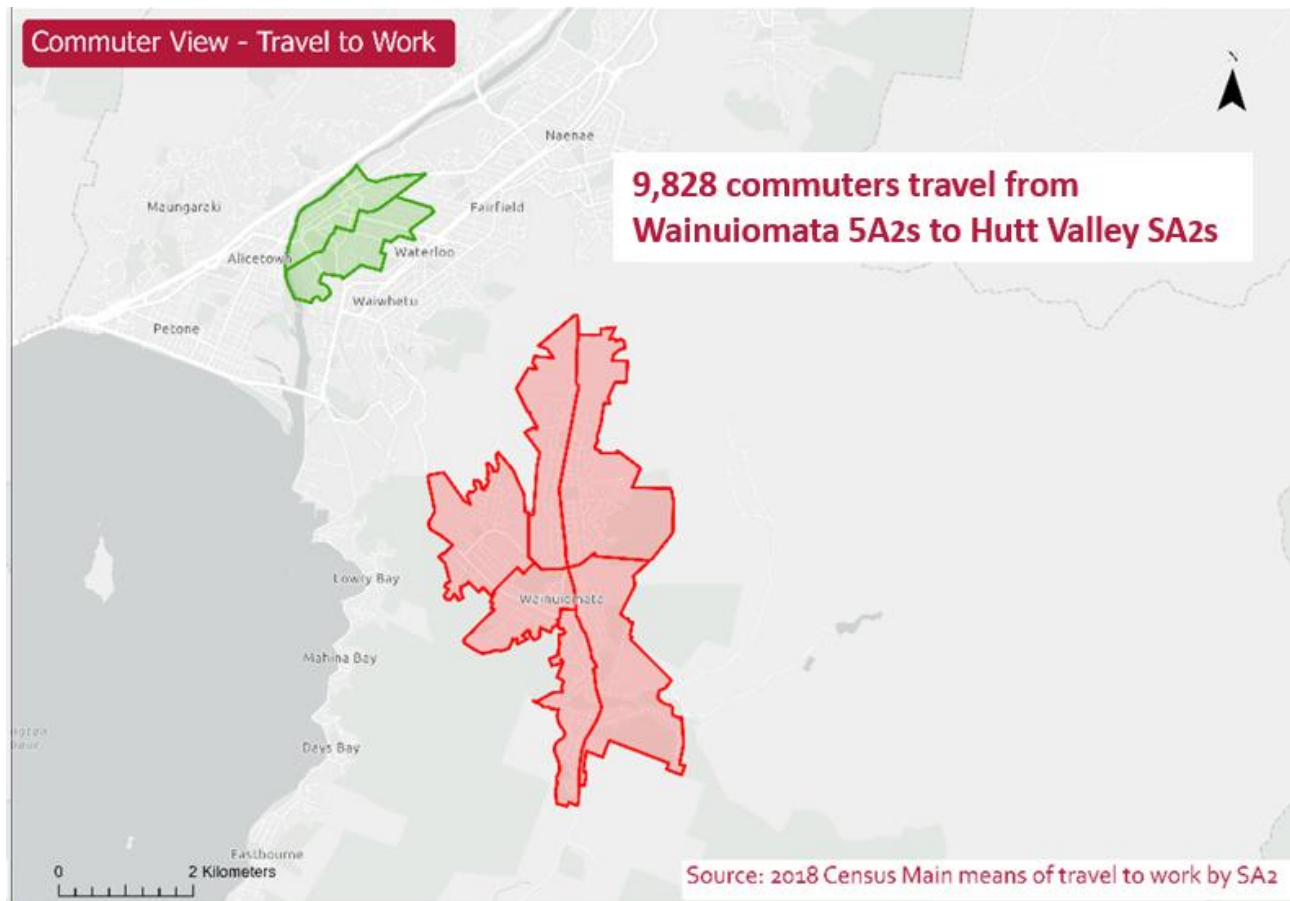 Commuter View - Travel to Work
N
Naenae
9,828 commuters travel from
Wainuiomata 5A2s to Hutt Valley SA2s
Maungaraki
Fairfield
Alicetown
Waterloo
Waiwhetu
Petone
Lowry Bay
Wainuiomata
Mahina Bay
Days Bay
Eastbourne
0 2 Kilometers
Source: 2018 Census Main means of travel to work by SA2